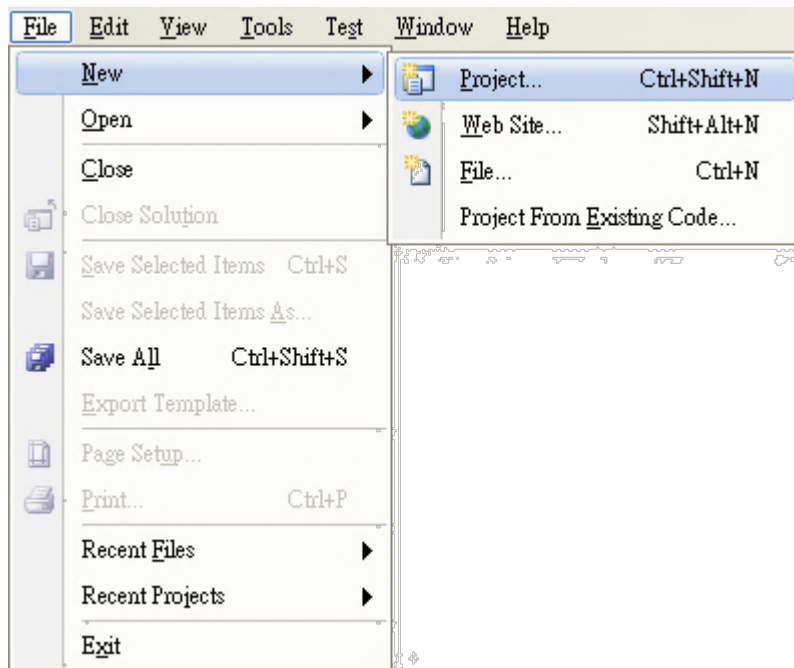 File Edit View Tools Test Window Help
New
Open
Close
Close Solution
Save Selected Items Ctrl+S
Save Selected Items As...
Save All Ctrl+Shift+S
Export Template...
Page Setup...
Print... Ctrl+P
Recent Files
Recent Projects
Exit
Project... Ctrl+Shift+N
Web Site... Shift+Alt+N
File... Ctrl+N
Project From Existing Code...